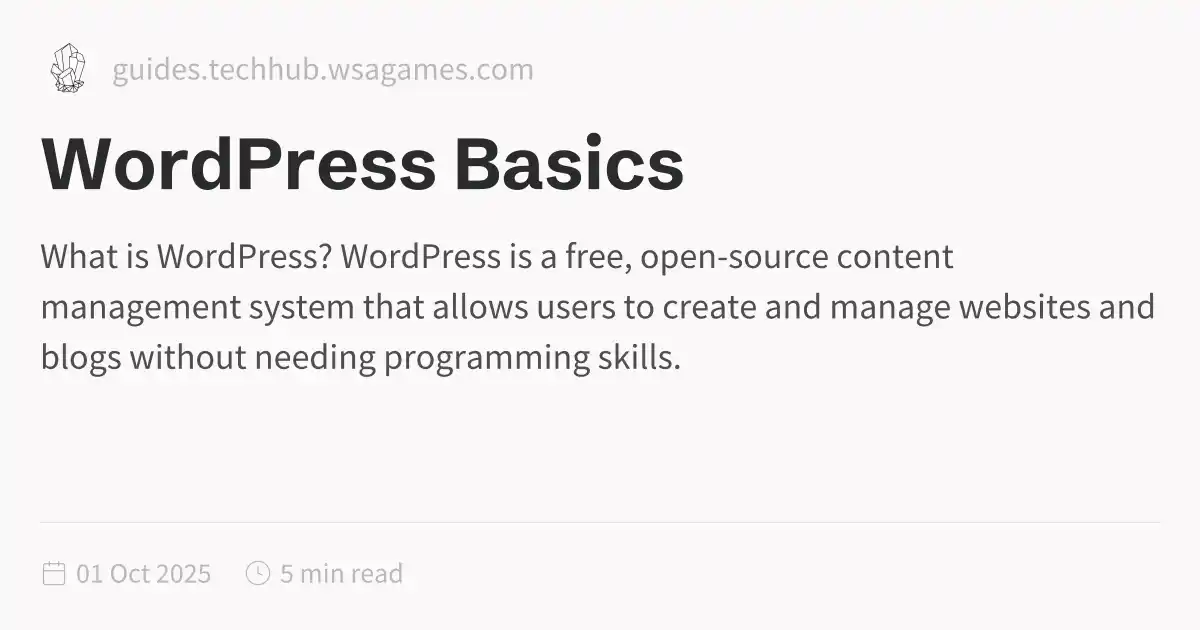 guides.techhub.wsagames.com
WordPress Basics
What is WordPress? WordPress is a free, open-source content
management system that allows users to create and manage websites and
blogs without needing programming skills.
01 Oct 2025 5 min read